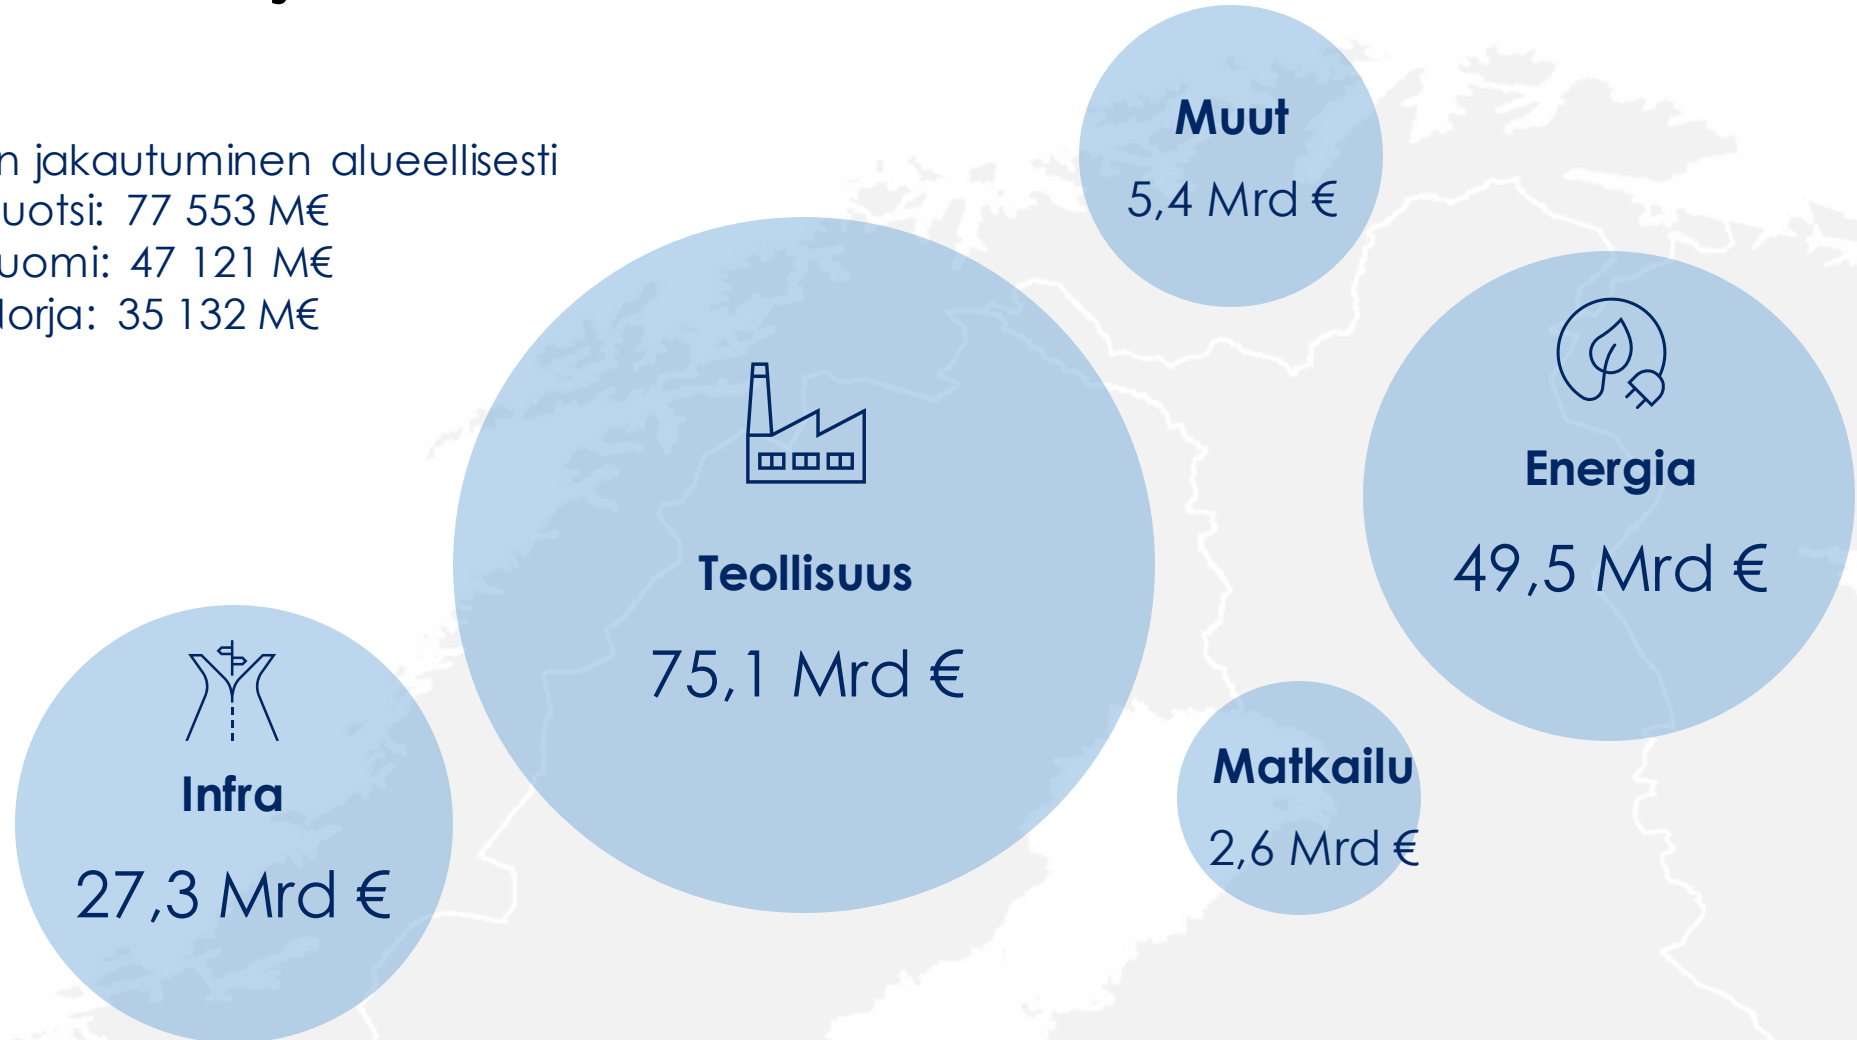 n jakautuminen alueellisesti
uotsi: 77 553 M€
uomi: 47 121 M€
orja: 35 132 M€
Muut
5,4 Mrd €
Energia
49,5 Mrd €
Teollisuus
75,1 Mrd €
Matkailu
2,6 Mrd €
Infra
27,3 Mrd €